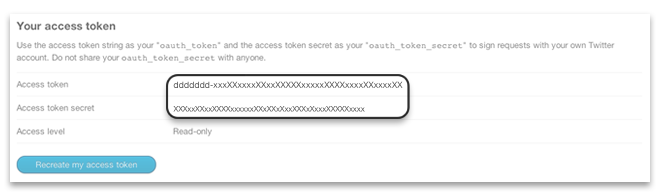 Your access token
Use the access token string as your "oauth_token" and the access token secret as your "oauth_token_secret" to sign requests with your own Twitter
account. Do not share your oauth_token_secret with anyone.
Access token ddddddd-xxxXXxxxxXXxxXXXXXxxxxxXXXXxxxxXXxxxxXX
Access token secret XXXxxXXxxXXXXxxxxxxXXxXXxXxxXXXxXxxxXXXXXxxxx
Access level Read-only
Recreate my access token